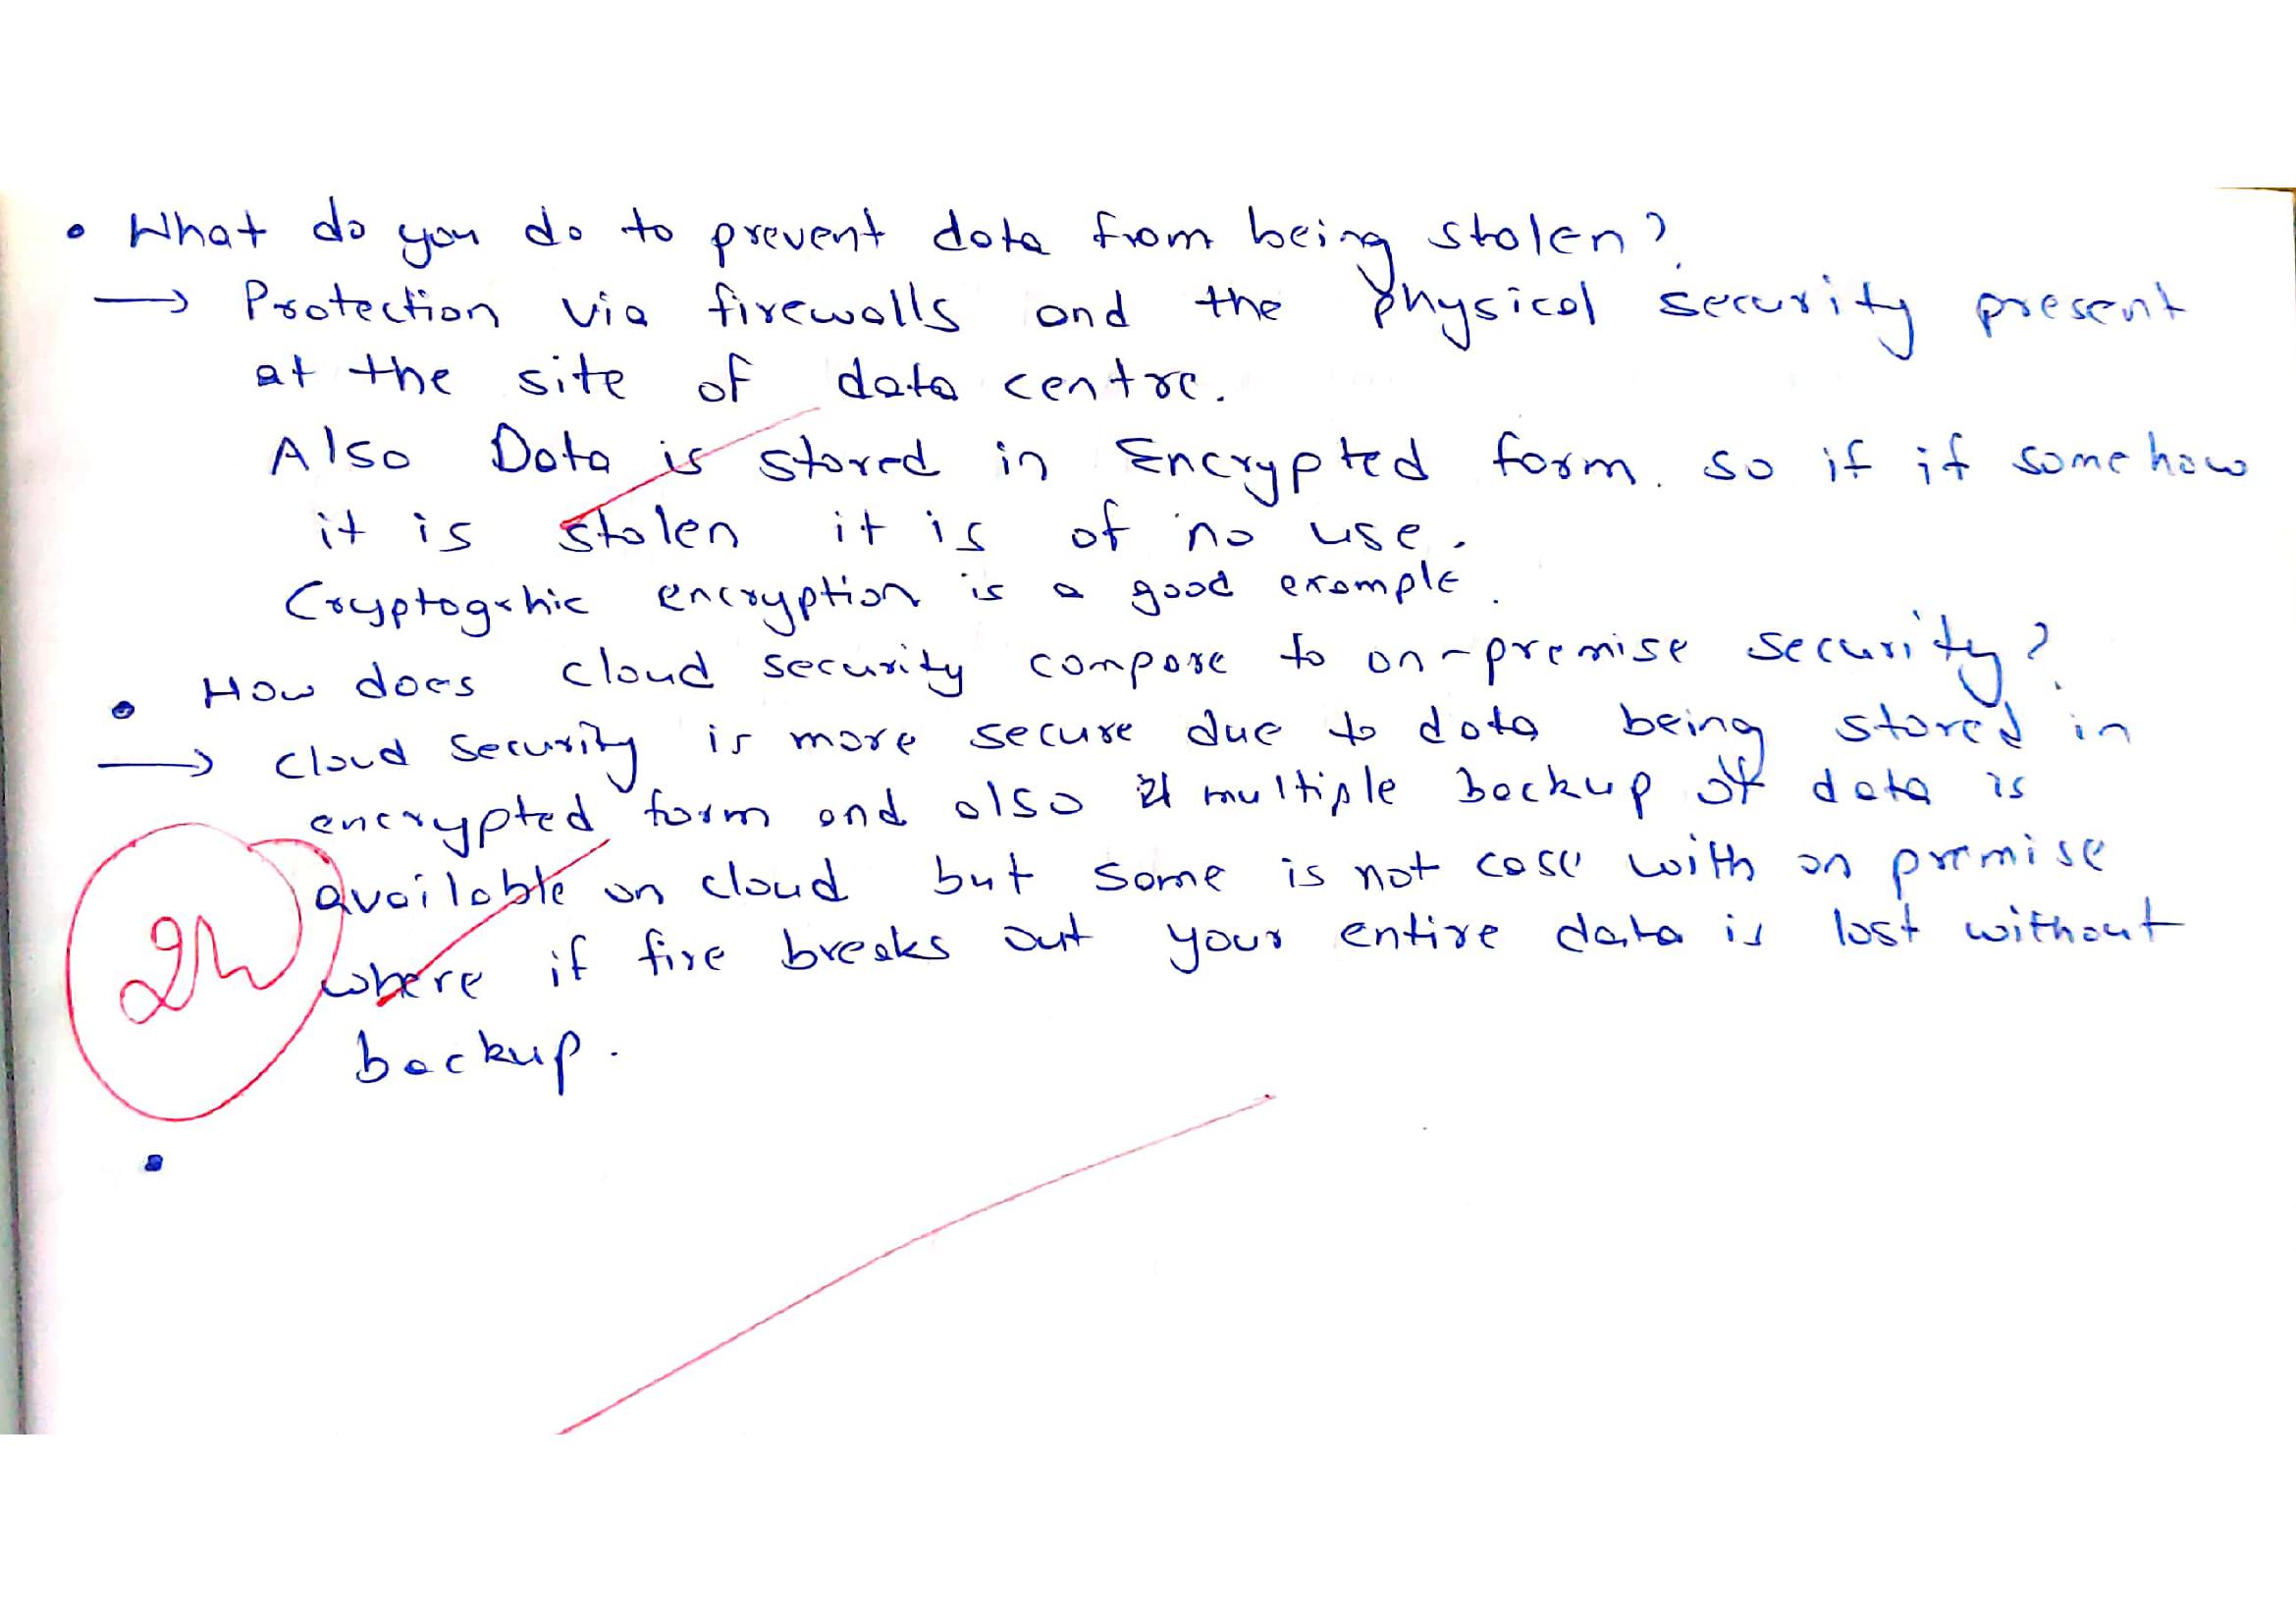 • What do you do to prevent data from being stolen?
→ Protection via firewalls and the Physical security present
at the site of data centre.
Also Data is stored in Encrypted form. so if if somehow
it is stolen it is of no use.
Cryptogrhic encryption is a good example.
• How does cloud security compare to on-premise security?
→ cloud security is more secure due to data being stored in
encrypted form and also multiple backup of data is
available on cloud but same is not case with on premise
where if fire breaks out your entire data is lost without
backup.
•